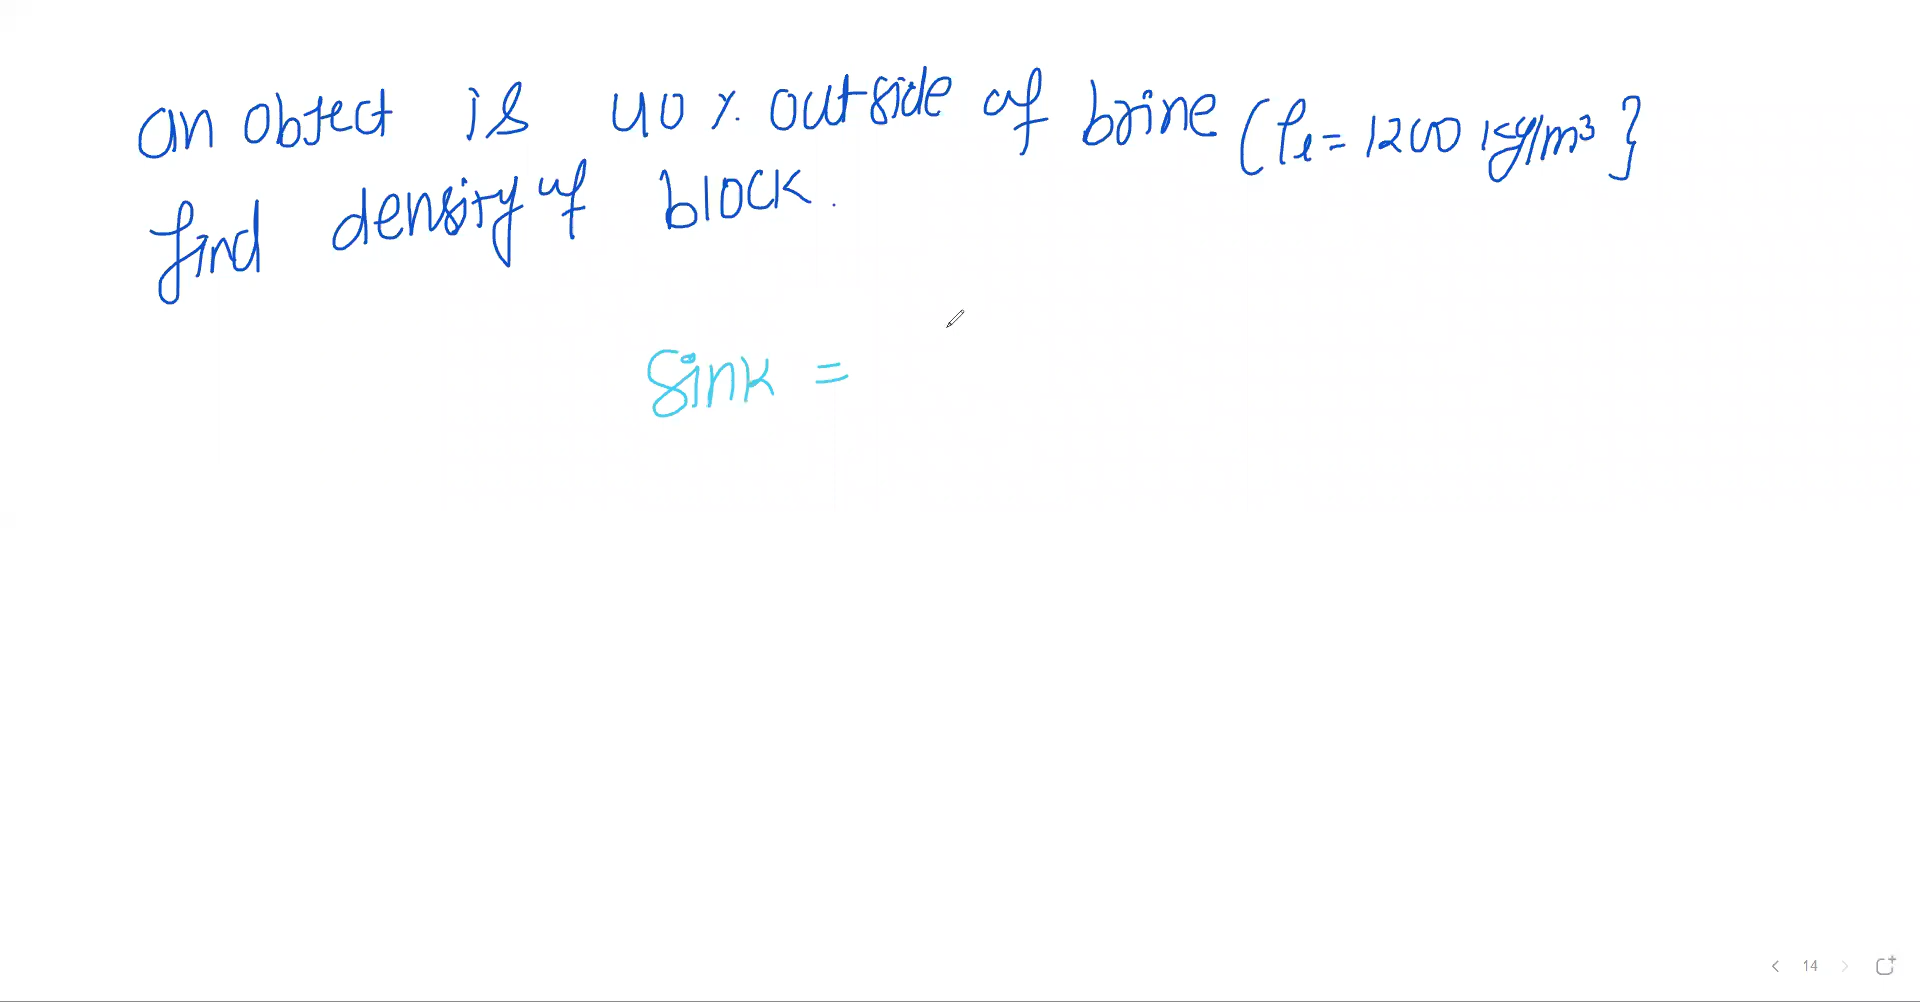 an object is 40 % outside of brine (ρℓ = 1200 kg/m³}
find density of block.
Sink =
14